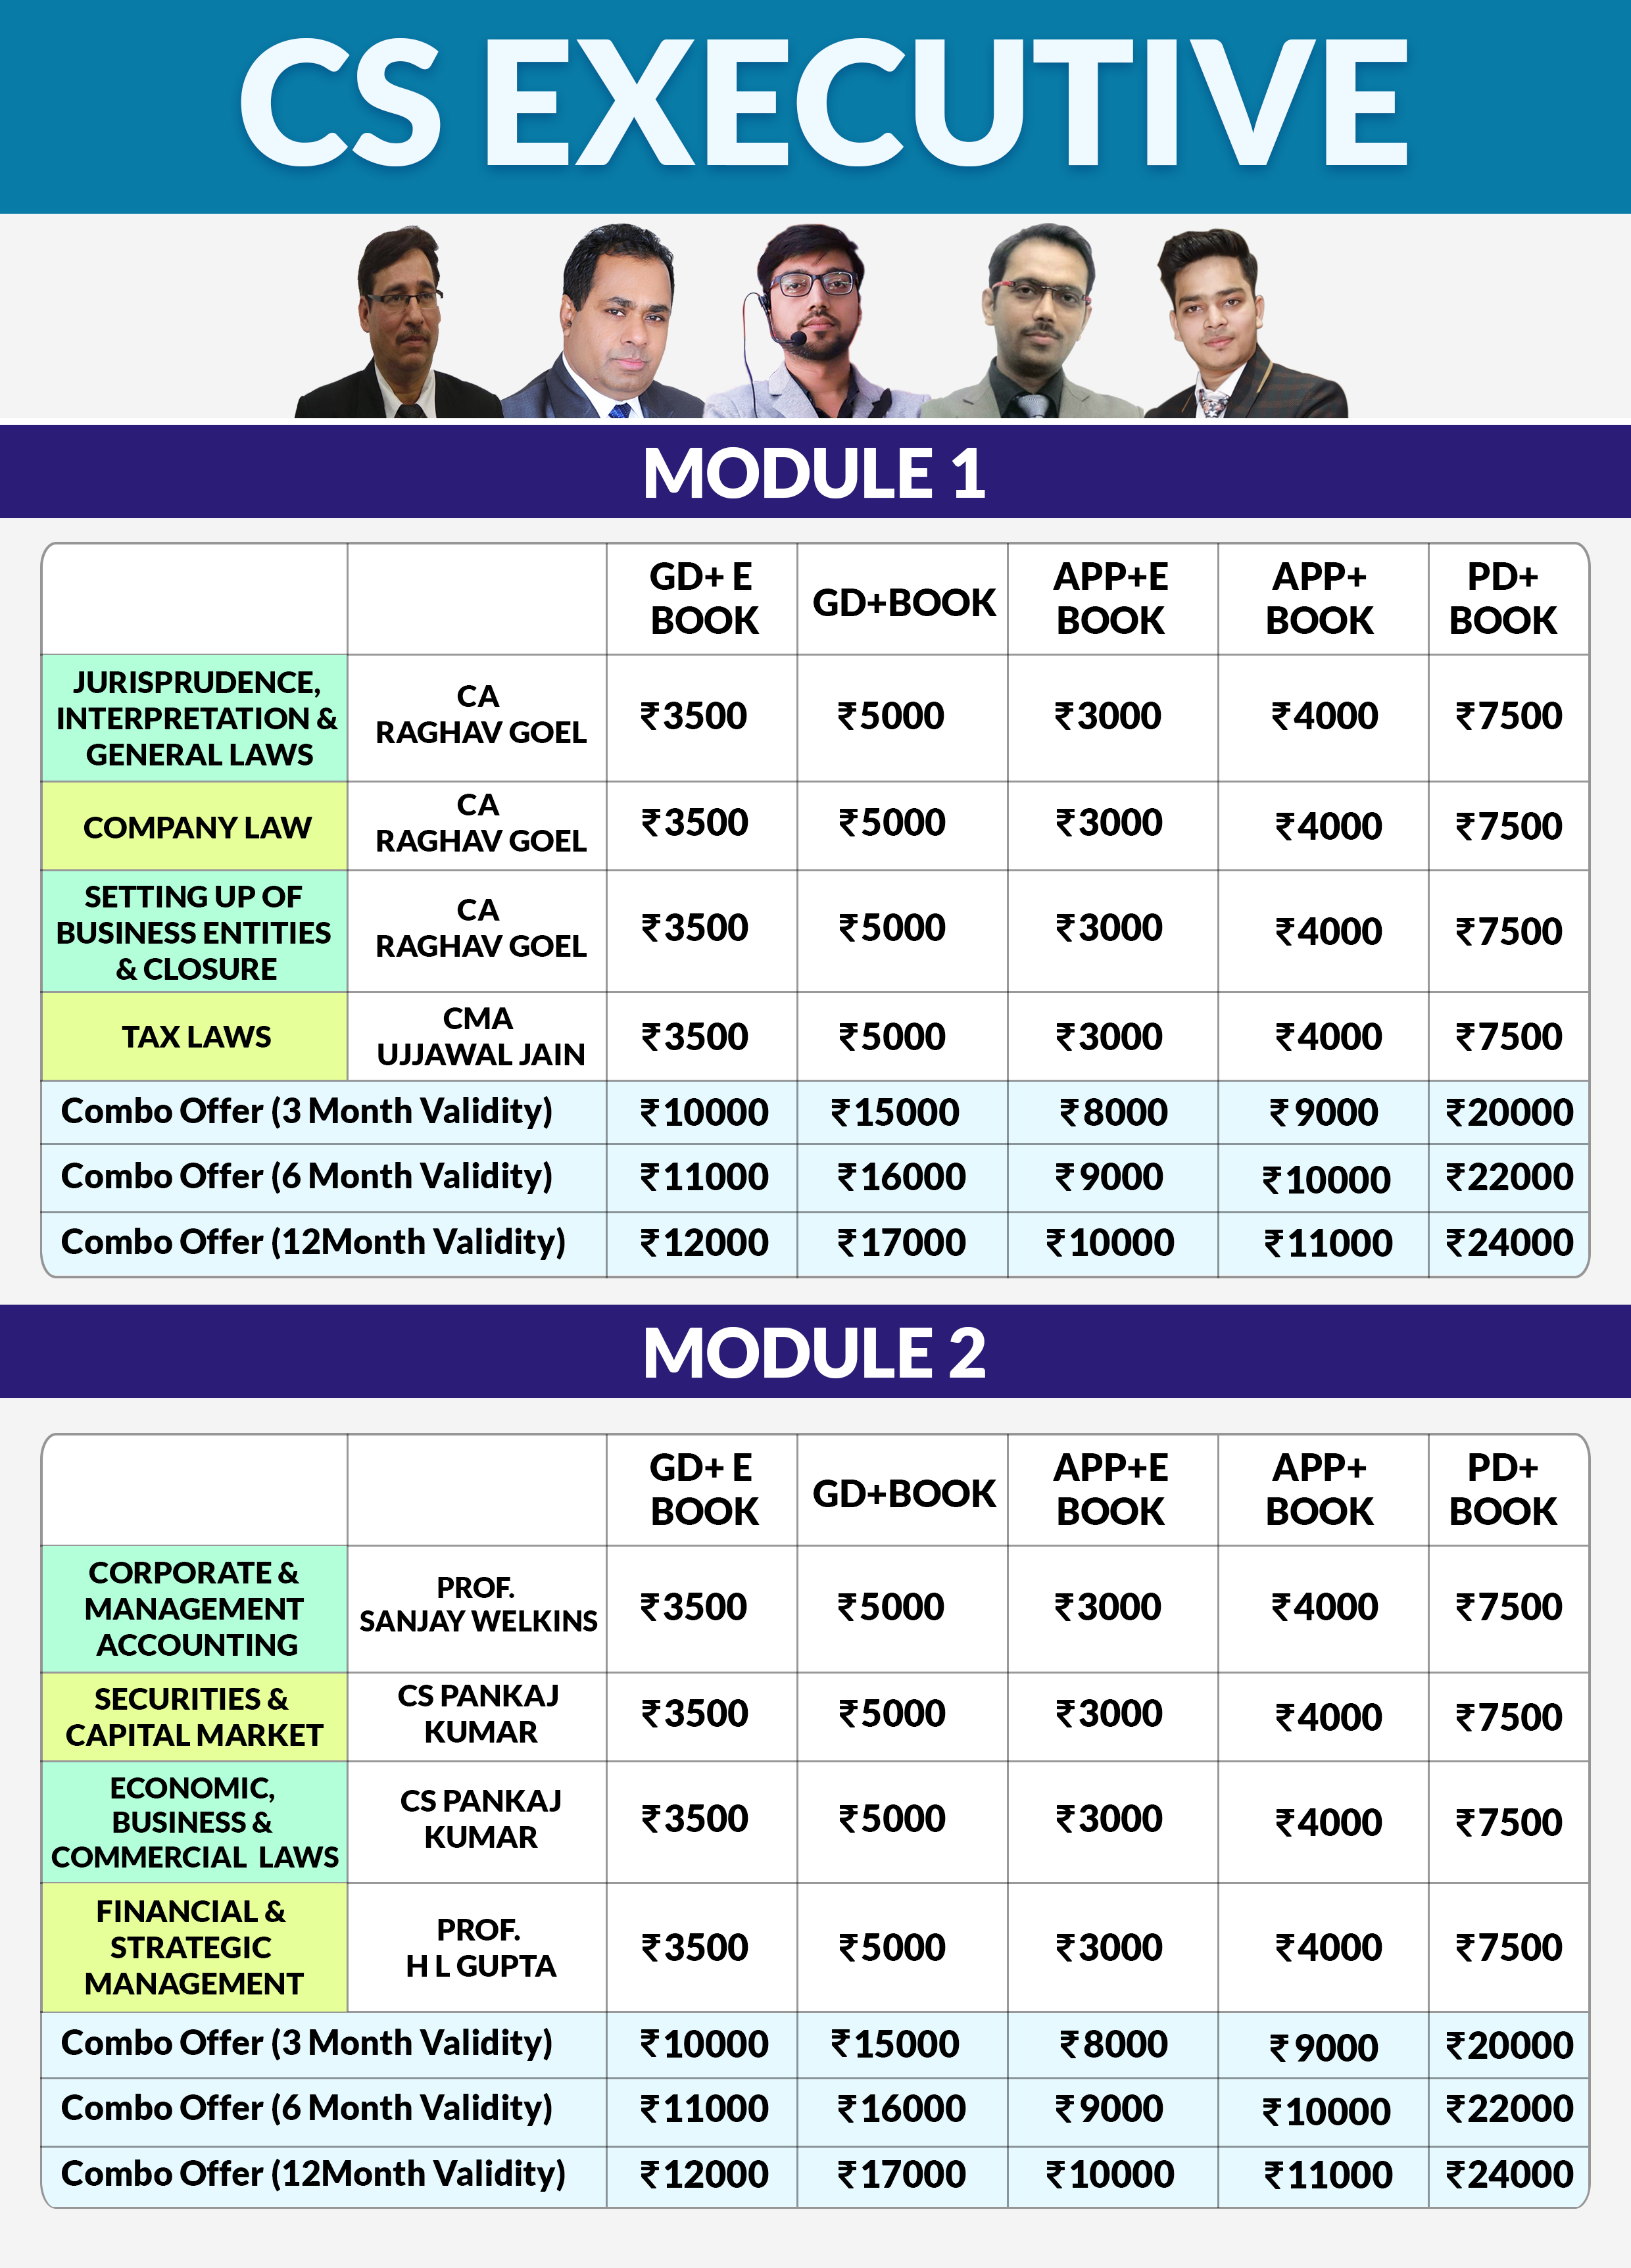 CS EXECUTIVE
MODULE 1
GD+ E BOOK GD+BOOK APP+E BOOK APP+ BOOK PD+ BOOK
JURISPRUDENCE, INTERPRETATION & GENERAL LAWS CA RAGHAV GOEL ₹3500 ₹5000 ₹3000 ₹4000 ₹7500
COMPANY LAW CA RAGHAV GOEL ₹3500 ₹5000 ₹3000 ₹4000 ₹7500
SETTING UP OF BUSINESS ENTITIES & CLOSURE CA RAGHAV GOEL ₹3500 ₹5000 ₹3000 ₹4000 ₹7500
TAX LAWS CMA UJJAWAL JAIN ₹3500 ₹5000 ₹3000 ₹4000 ₹7500
Combo Offer (3 Month Validity) ₹10000 ₹15000 ₹8000 ₹9000 ₹20000
Combo Offer (6 Month Validity) ₹11000 ₹16000 ₹9000 ₹10000 ₹22000
Combo Offer (12Month Validity) ₹12000 ₹17000 ₹10000 ₹11000 ₹24000
MODULE 2
GD+ E BOOK GD+BOOK APP+E BOOK APP+ BOOK PD+ BOOK
CORPORATE & MANAGEMENT ACCOUNTING PROF. SANJAY WELKINS ₹3500 ₹5000 ₹3000 ₹4000 ₹7500
SECURITIES & CAPITAL MARKET CS PANKAJ KUMAR ₹3500 ₹5000 ₹3000 ₹4000 ₹7500
ECONOMIC, BUSINESS & COMMERCIAL LAWS CS PANKAJ KUMAR ₹3500 ₹5000 ₹3000 ₹4000 ₹7500
FINANCIAL & STRATEGIC MANAGEMENT PROF. H L GUPTA ₹3500 ₹5000 ₹3000 ₹4000 ₹7500
Combo Offer (3 Month Validity) ₹10000 ₹15000 ₹8000 ₹9000 ₹20000
Combo Offer (6 Month Validity) ₹11000 ₹16000 ₹9000 ₹10000 ₹22000
Combo Offer (12Month Validity) ₹12000 ₹17000 ₹10000 ₹11000 ₹24000